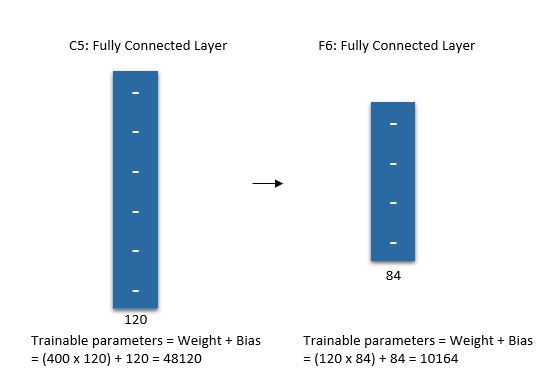 C5: Fully Connected Layer
F6: Fully Connected Layer
120
84
Trainable parameters = Weight + Bias
= (400 x 120) + 120 = 48120
Trainable parameters = Weight + Bias
= (120 x 84) + 84 = 10164